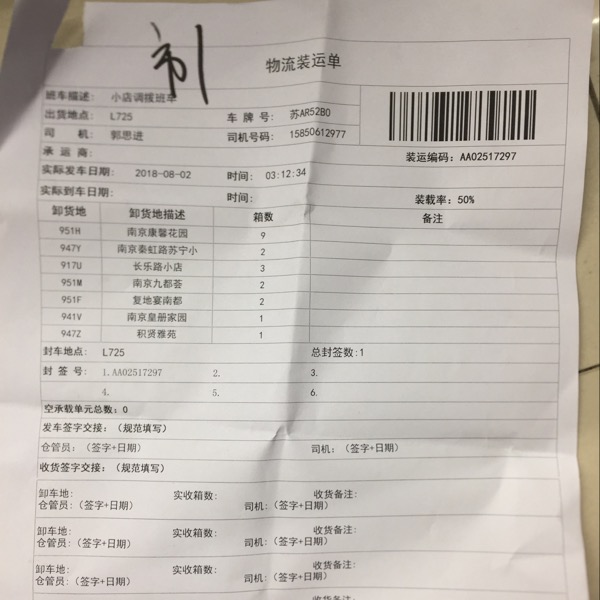 市1
物流装运单
班车描述： 小店调拨班车
出货地点： L725 车 牌 号： 苏AR52B0
司 机： 郭思进 司机号码： 15850612977
承 运 商： 装运编码：AA02517297
实际发车日期： 2018-08-02 时间： 03:12:34
实际到车日期： 时间： 装载率：50%
卸货地 卸货地描述 箱数 备注
951H 南京康馨花园 9
947Y 南京秦虹路苏宁小 2
917U 长乐路小店 3
951M 南京九都荟 2
951F 复地宴南都 2
941V 南京皇册家园 1
947Z 积贤雅苑 1
封车地点： L725 总封签数:1
封 签 号： 1.AA02517297 2. 3.
4. 5. 6.
空承载单元总数：0
发车签字交接：（规范填写）
仓管员：（签字+日期） 司机：（签字+日期）
收货签字交接：（规范填写）
卸车地： 实收箱数： 收货备注：
仓管员：（签字+日期） 司机：（签字+日期）
卸车地： 实收箱数： 收货备注：
仓管员：（签字+日期） 司机：（签字+日期）
卸车地： 实收箱数： 收货备注：
仓管员：（签字+日期） 司机：（签字+日期）